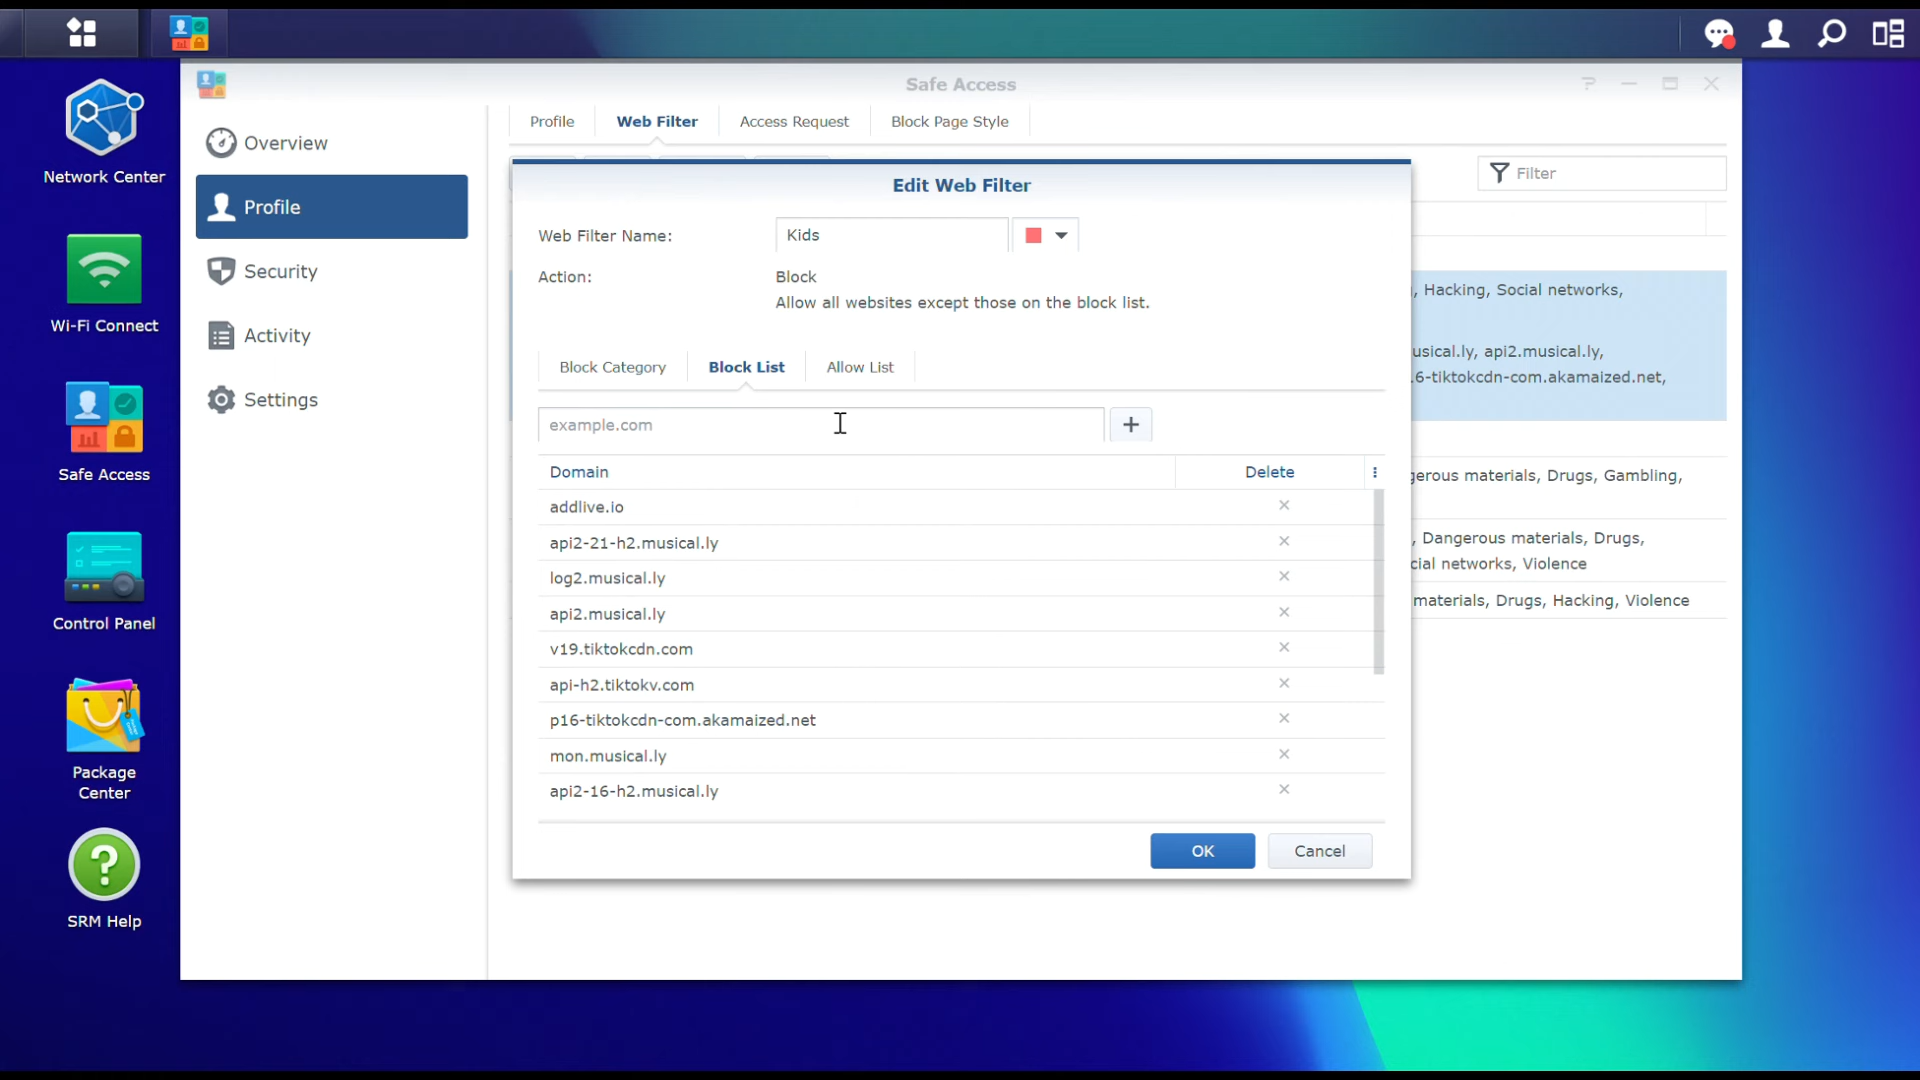 Safe Access
Network Center
Wi-Fi Connect
Safe Access
Control Panel
Package
Center
SRM Help
Overview
Profile
Security
Activity
Settings
Profile
Web Filter
Access Request
Block Page Style
Filter
Edit Web Filter
Web Filter Name:
Kids
Action:
Block
Allow all websites except those on the block list.
Block Category
Block List
Allow List
example.com
+
Domain
Delete
addlive.io
api2-21-h2.musical.ly
log2.musical.ly
api2.musical.ly
v19.tiktokcdn.com
api-h2.tiktokv.com
p16-tiktokcdn-com.akamaized.net
mon.musical.ly
api2-16-h2.musical.ly
OK
Cancel
, Hacking, Social networks,
usical.ly, api2.musical.ly,
6-tiktokcdn-com.akamaized.net,
gerous materials, Drugs, Gambling,
, Dangerous materials, Drugs,
cial networks, Violence
materials, Drugs, Hacking, Violence